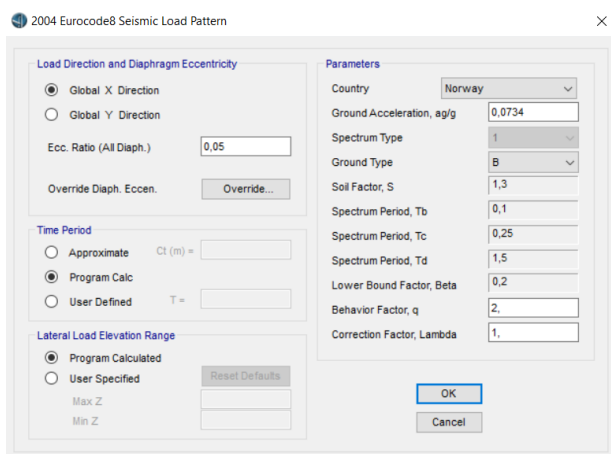 2004 Eurocode8 Seismic Load Pattern
Load Direction and Diaphragm Eccentricity
Global X Direction
Global Y Direction
Ecc. Ratio (All Diaph.) 0,05
Override Diaph. Eccen. Override...
Time Period
Approximate Ct (m) =
Program Calc
User Defined T =
Lateral Load Elevation Range
Program Calculated
User Specified Reset Defaults
Max Z
Min Z
Parameters
Country Norway
Ground Acceleration, ag/g 0,0734
Spectrum Type 1
Ground Type B
Soil Factor, S 1,3
Spectrum Period, Tb 0,1
Spectrum Period, Tc 0,25
Spectrum Period, Td 1,5
Lower Bound Factor, Beta 0,2
Behavior Factor, q 2,
Correction Factor, Lambda 1,
OK
Cancel